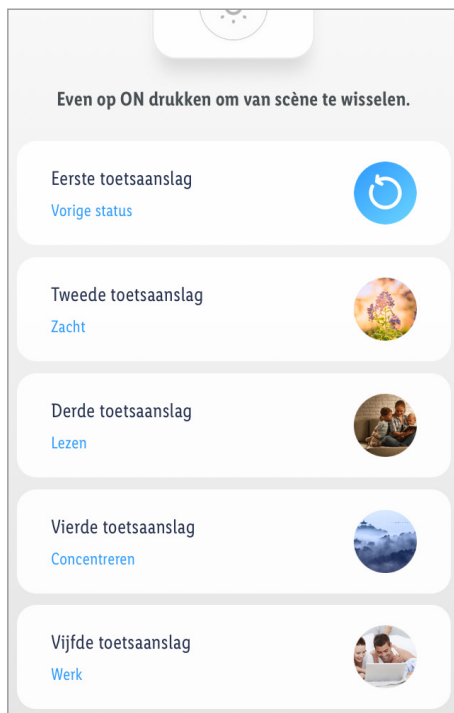 Even op ON drukken om van scène te wisselen.
Eerste toetsaanslag
Vorige status
Tweede toetsaanslag
Zacht
Derde toetsaanslag
Lezen
Vierde toetsaanslag
Concentreren
Vijfde toetsaanslag
Werk